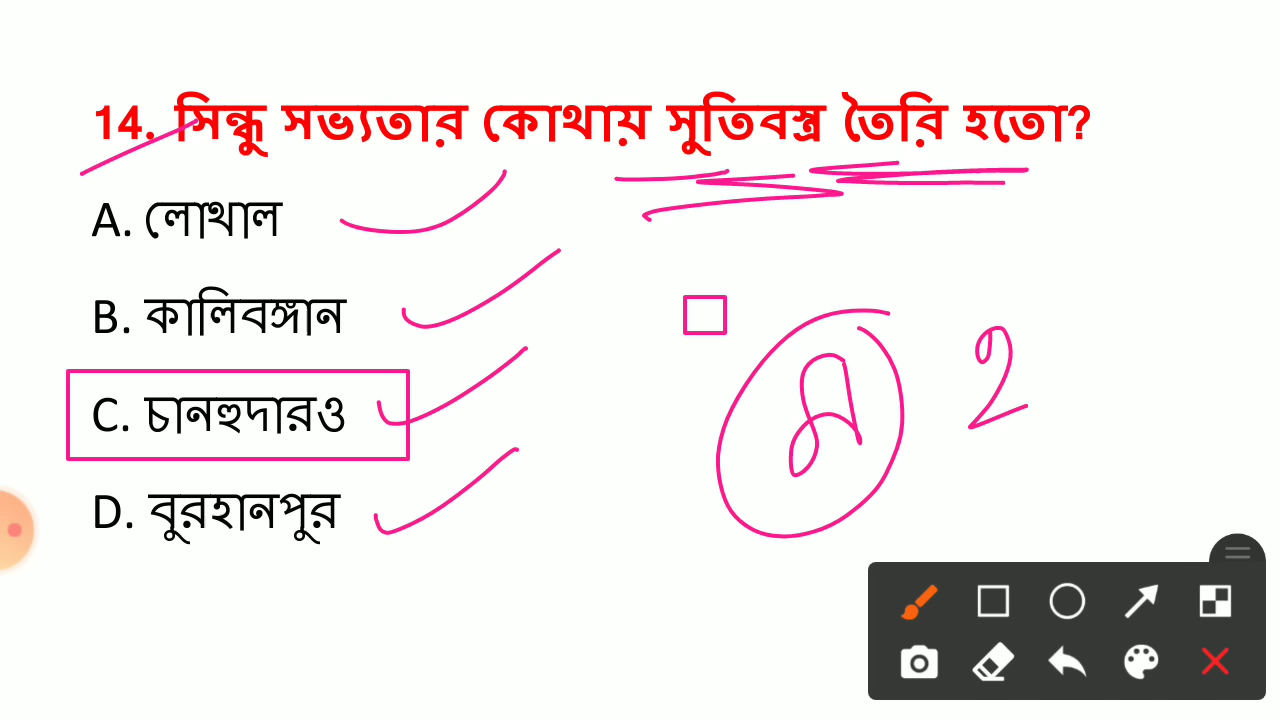 14. সিন্ধু সভ্যতার কোথায় সুতিবস্ত্র তৈরি হতো?
A. লোথাল
B. কালিবঙ্গান
C. চানহুদারও
D. বুরহানপুর